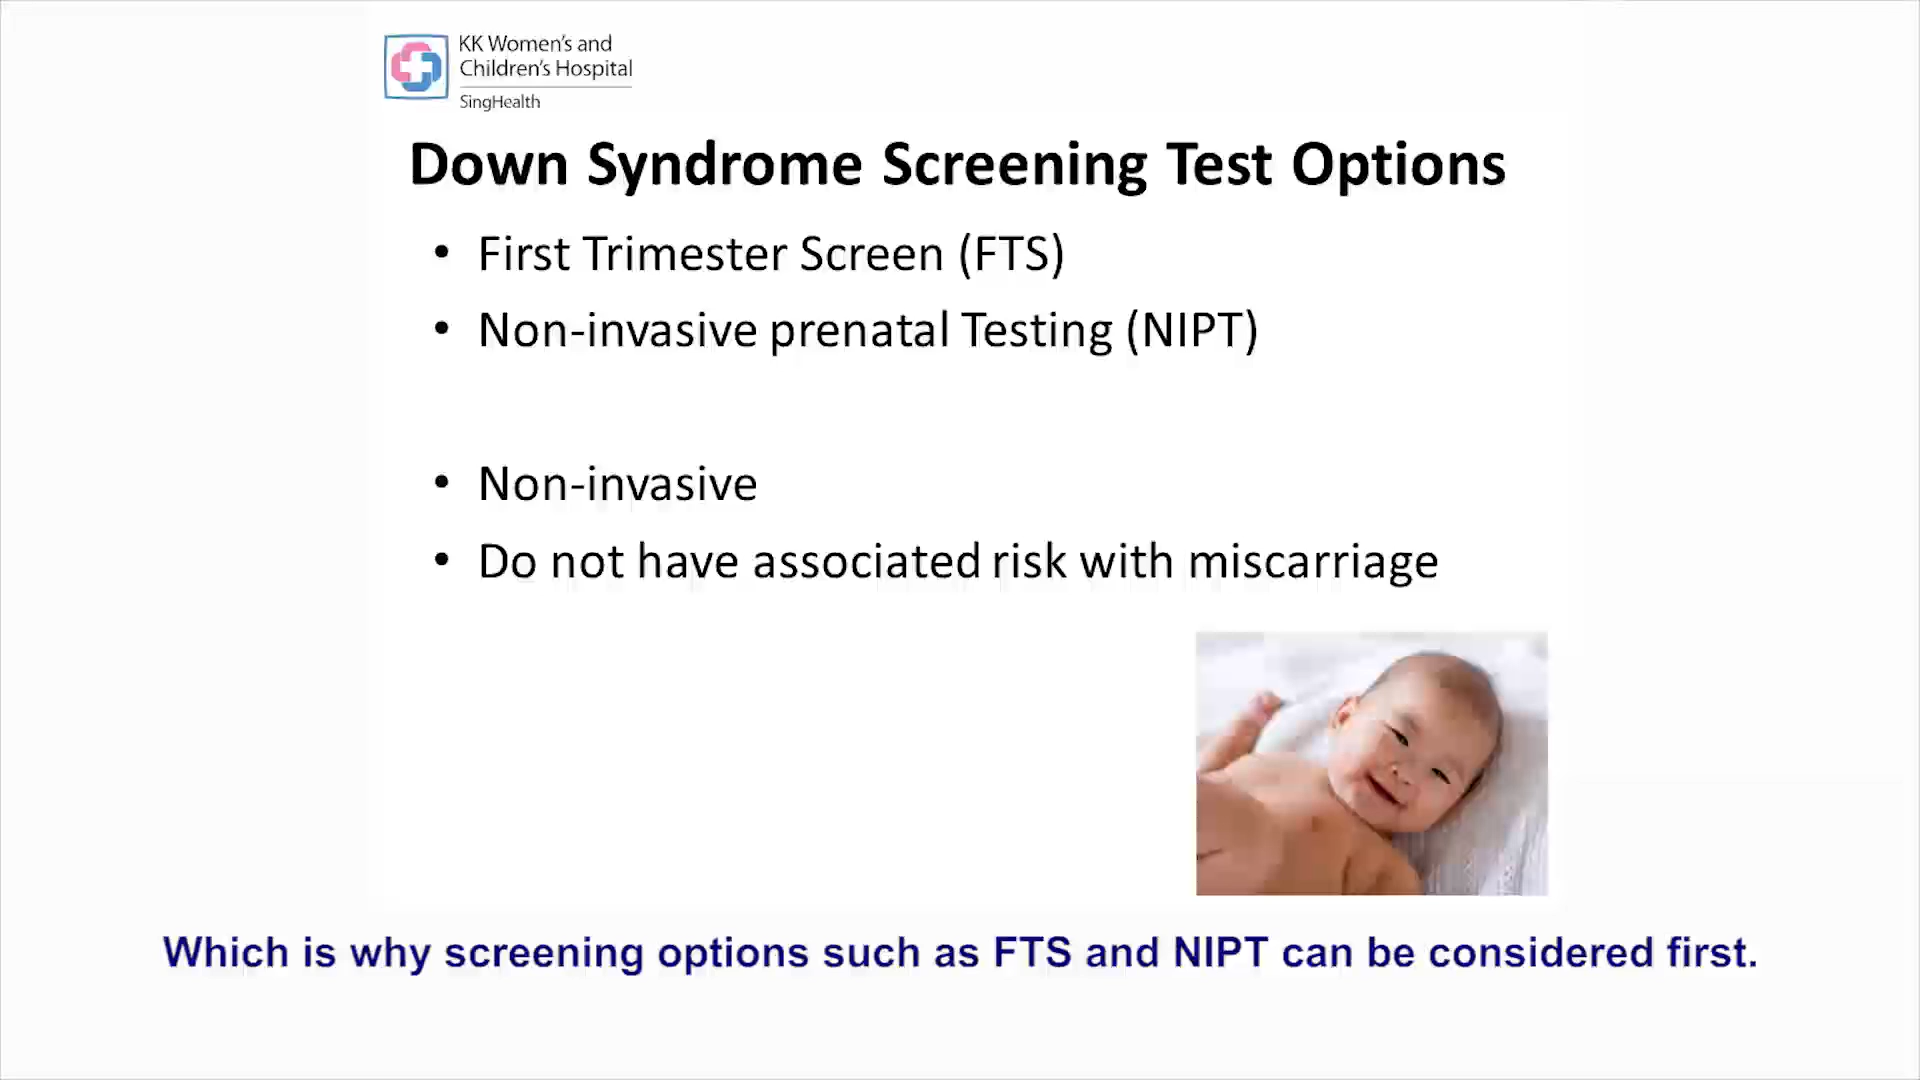 KK Women's and
Children's Hospital
SingHealth
Down Syndrome Screening Test Options
• First Trimester Screen (FTS)
• Non-invasive prenatal Testing (NIPT)
• Non-invasive
• Do not have associated risk with miscarriage
Which is why screening options such as FTS and NIPT can be considered first.